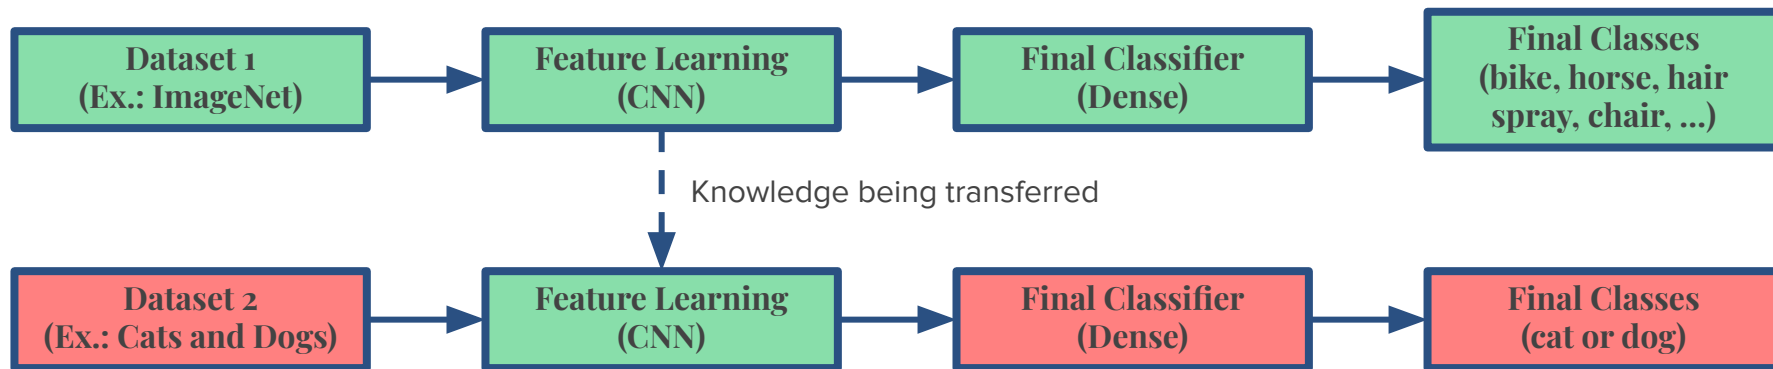 Dataset 1
(Ex.: ImageNet)
Feature Learning
(CNN)
Final Classifier
(Dense)
Final Classes
(bike, horse, hair
spray, chair, ...)
Knowledge being transferred
Dataset 2
(Ex.: Cats and Dogs)
Feature Learning
(CNN)
Final Classifier
(Dense)
Final Classes
(cat or dog)